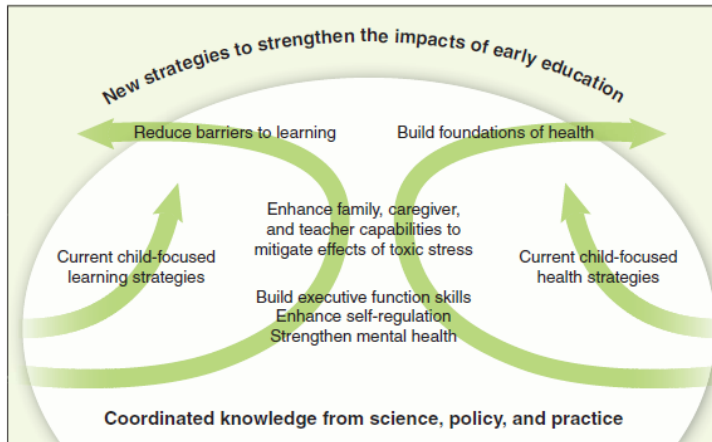 New strategies to strengthen the impacts of early education
Reduce barriers to learning
Build foundations of health
Enhance family, caregiver,
and teacher capabilities to
mitigate effects of toxic stress
Current child-focused
learning strategies
Current child-focused
health strategies
Build executive function skills
Enhance self-regulation
Strengthen mental health
Coordinated knowledge from science, policy, and practice